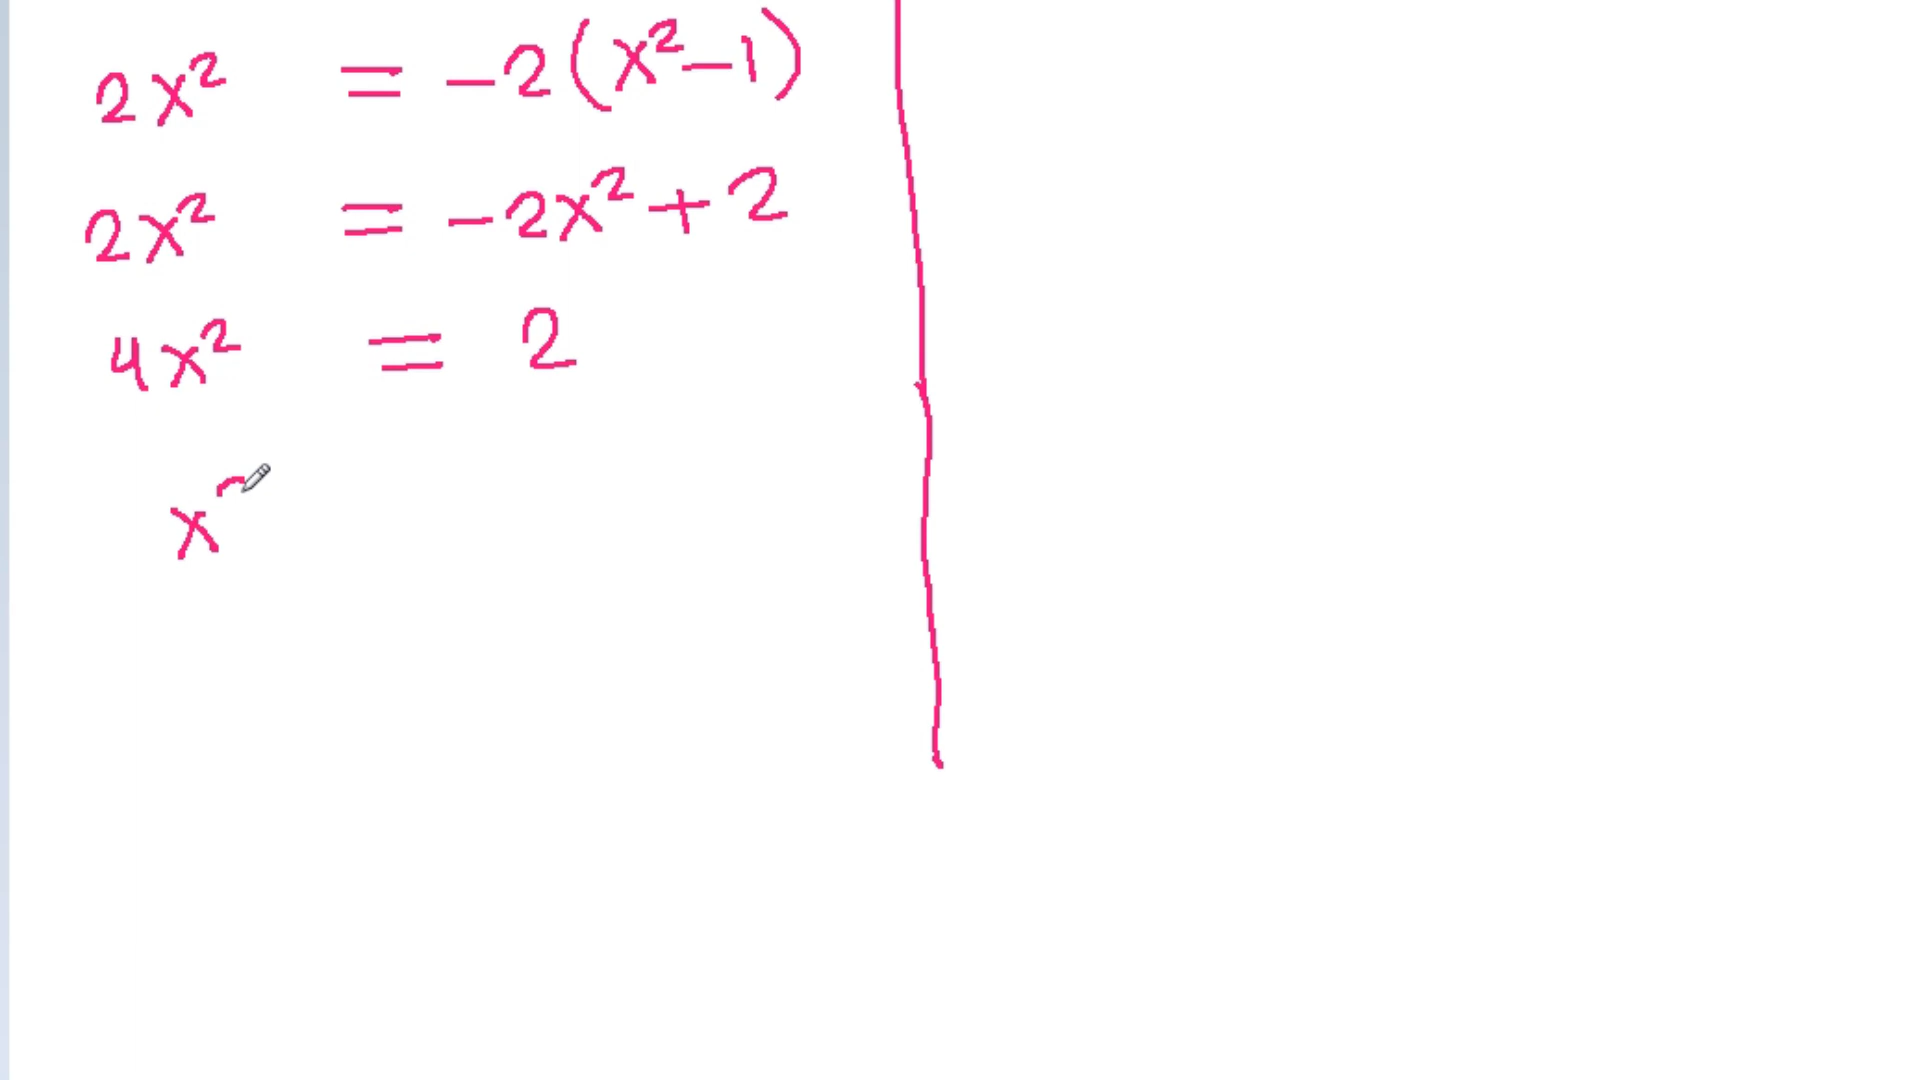 2x² = -2(x²-1)
2x² = -2x²+2
4x² = 2
x